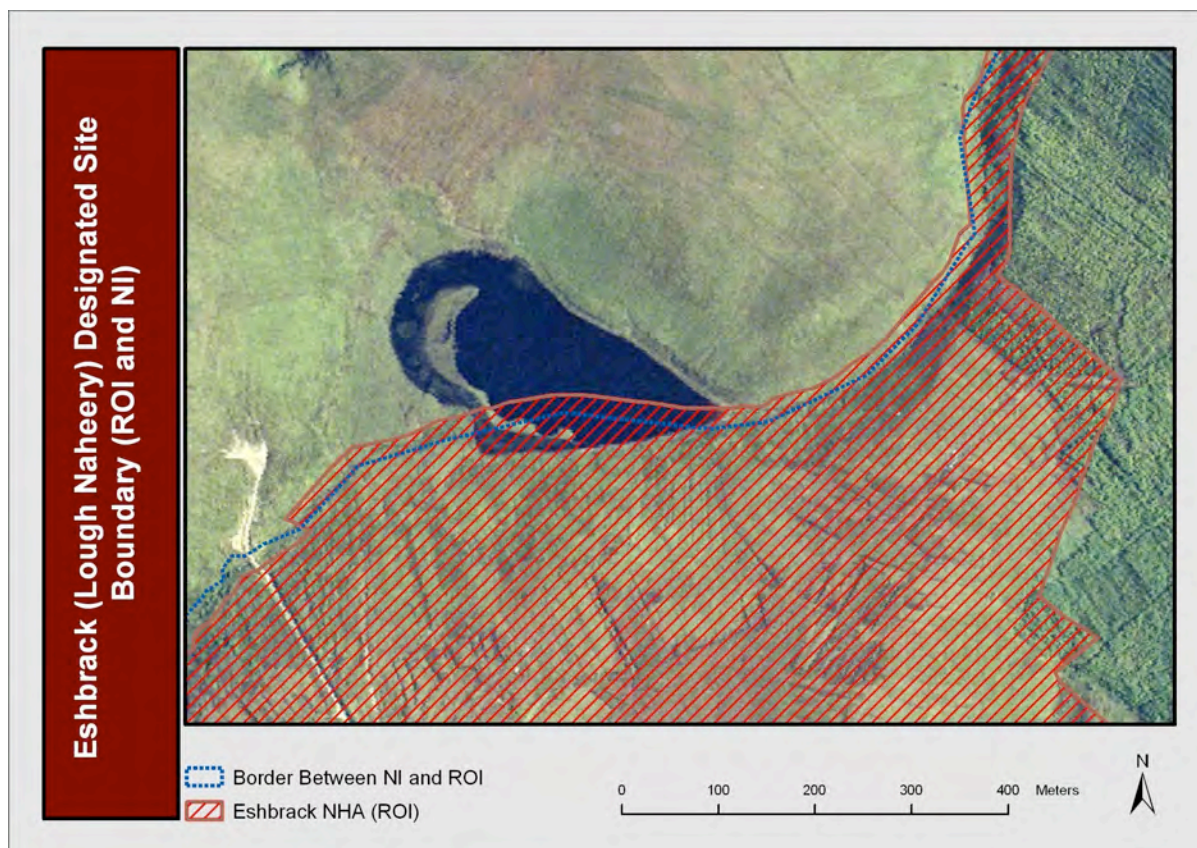 Eshbrack (Lough Naheery) Designated Site
Boundary (ROI and NI)
Border Between NI and ROI
Eshbrack NHA (ROI)
0 100 200 300 400 Meters
N